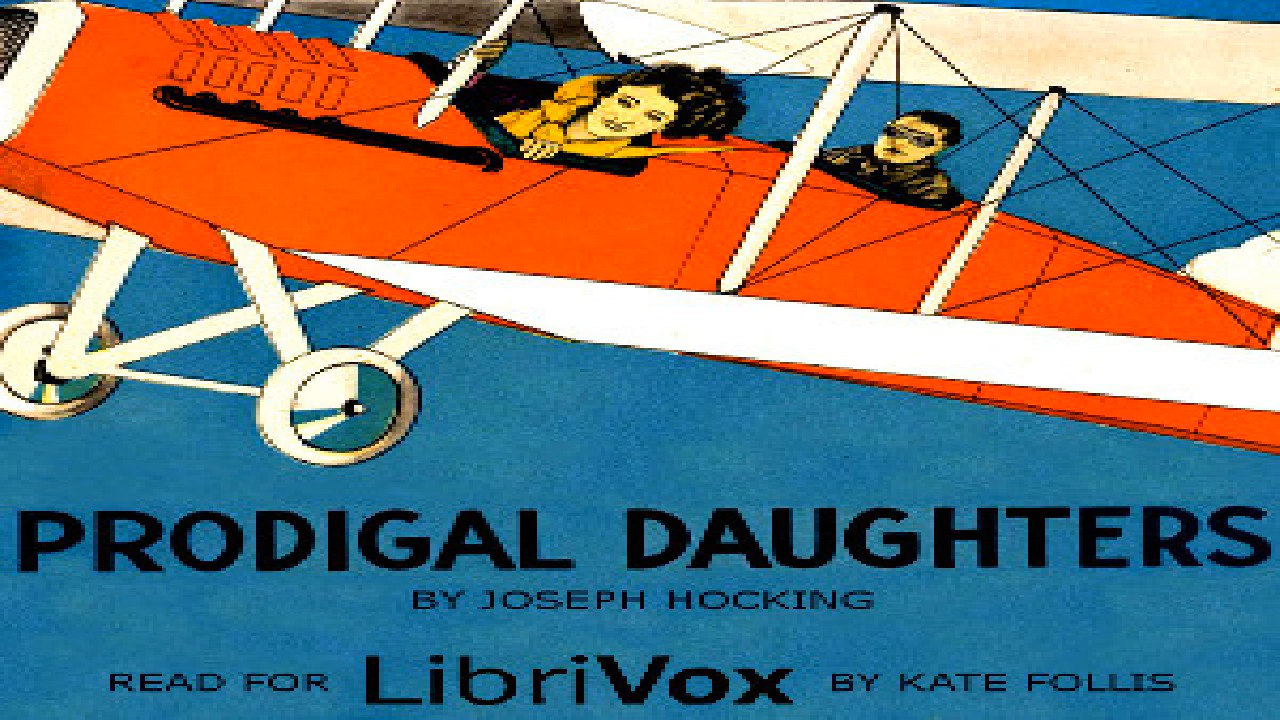 PRODIGAL DAUGHTERS
BY JOSEPH HOCKING
READ FOR LibriVox BY KATE FOLLIS